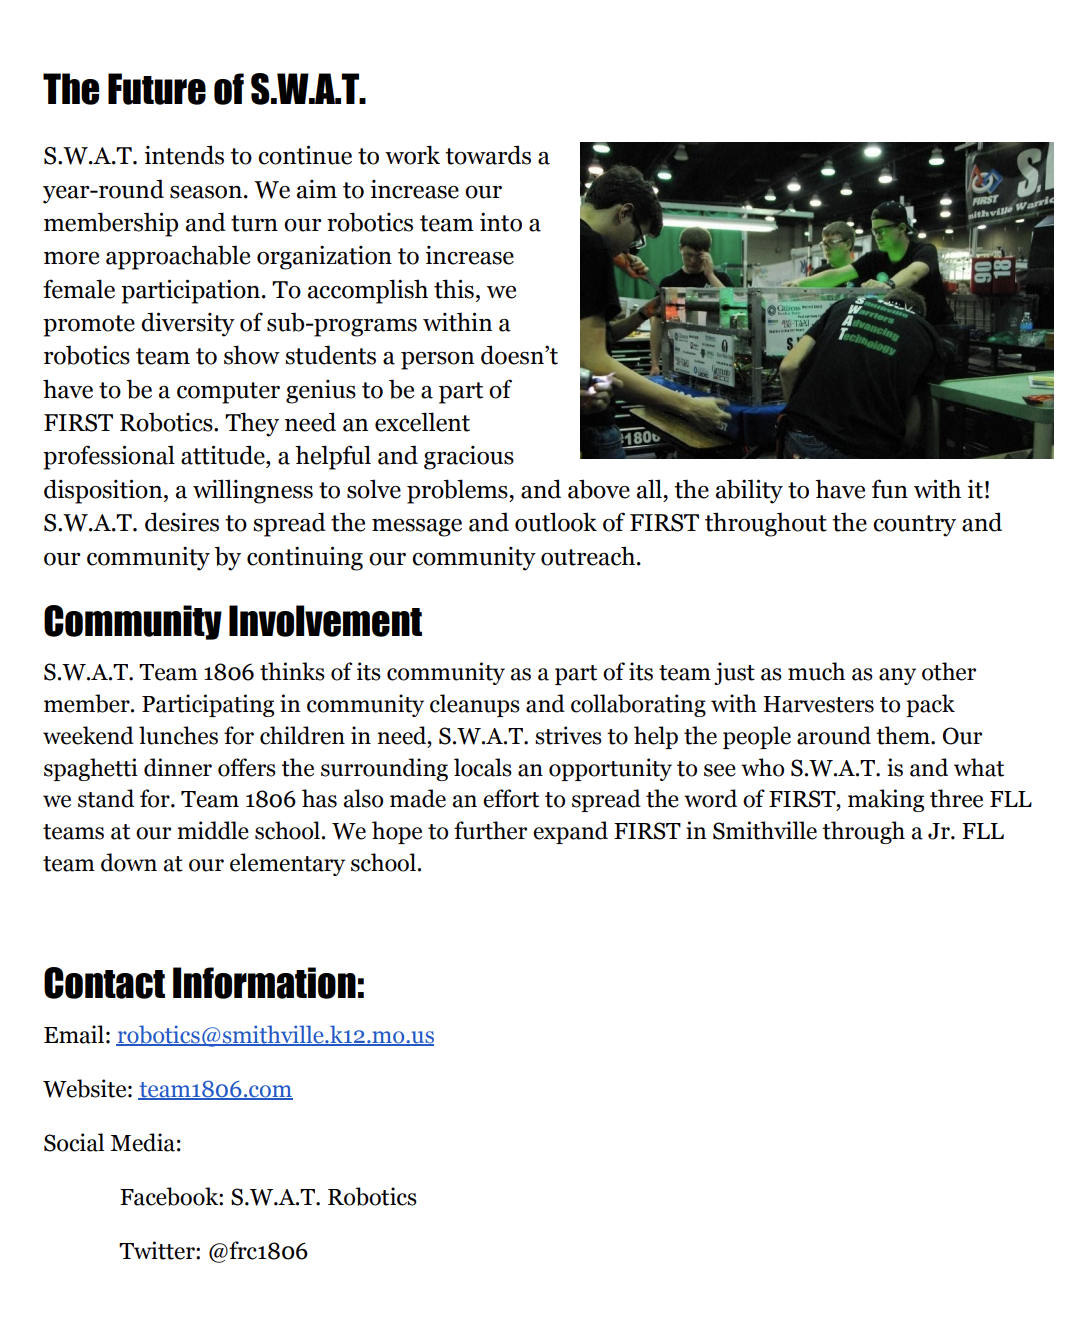 The Future of S.W.A.T.
S.W.A.T. intends to continue to work towards a
year-round season. We aim to increase our
membership and turn our robotics team into a
more approachable organization to increase
female participation. To accomplish this, we
promote diversity of sub-programs within a
robotics team to show students a person doesn’t
have to be a computer genius to be a part of
FIRST Robotics. They need an excellent
professional attitude, a helpful and gracious
disposition, a willingness to solve problems, and above all, the ability to have fun with it!
S.W.A.T. desires to spread the message and outlook of FIRST throughout the country and
our community by continuing our community outreach.
FIRST
S.
Smithville
Warriors
Advancing
Technology
1806
Community Involvement
S.W.A.T. Team 1806 thinks of its community as a part of its team just as much as any other
member. Participating in community cleanups and collaborating with Harvesters to pack
weekend lunches for children in need, S.W.A.T. strives to help the people around them. Our
spaghetti dinner offers the surrounding locals an opportunity to see who S.W.A.T. is and what
we stand for. Team 1806 has also made an effort to spread the word of FIRST, making three FLL
teams at our middle school. We hope to further expand FIRST in Smithville through a Jr. FLL
team down at our elementary school.
Contact Information:
Email: robotics@smithville.k12.mo.us
Website: team1806.com
Social Media:
Facebook: S.W.A.T. Robotics
Twitter: @frc1806